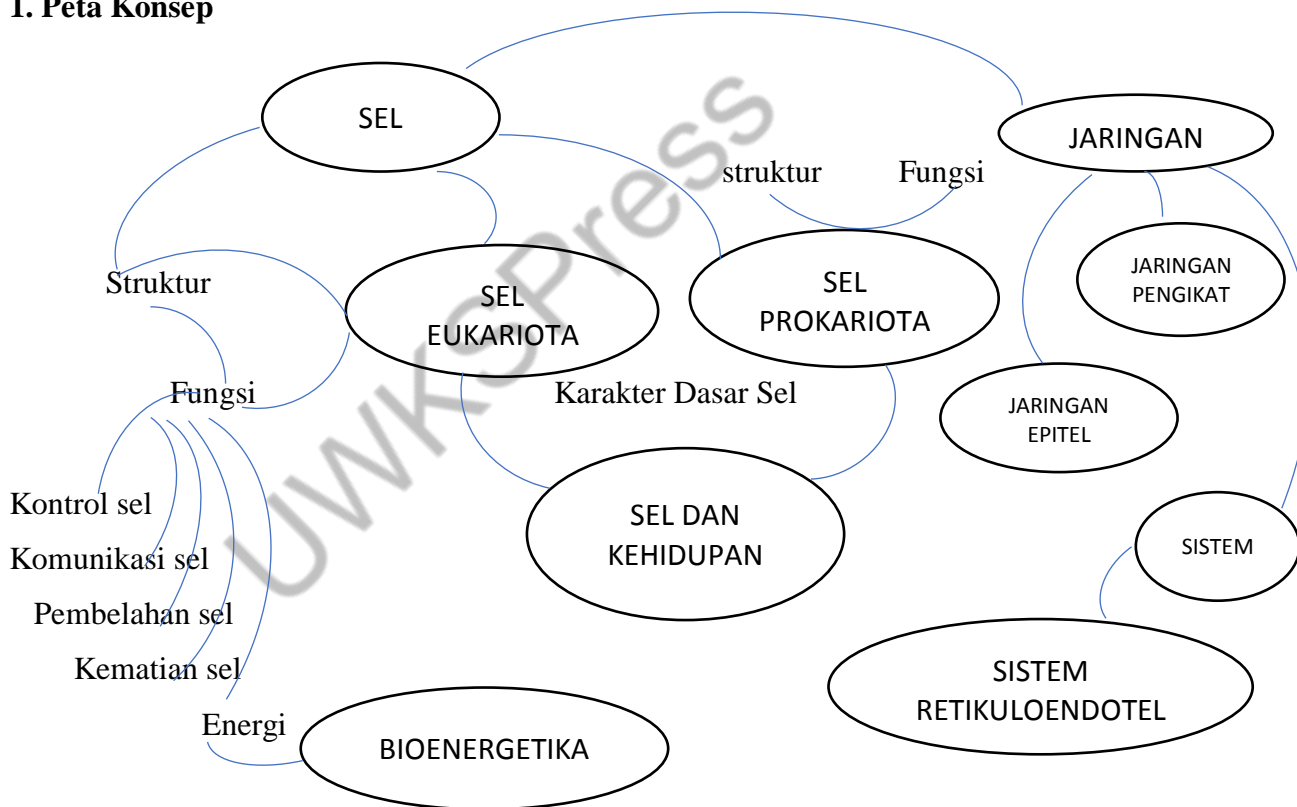 1. Peta Konsep
SEL
JARINGAN
struktur Fungsi
JARINGAN
PENGIKAT
Struktur
SEL
EUKARIOTA
SEL
PROKARIOTA
Fungsi
Karakter Dasar Sel
JARINGAN
EPITEL
Kontrol sel
Komunikasi sel
Pembelahan sel
Kematian sel
Energi
SEL DAN
KEHIDUPAN
SISTEM
SISTEM
RETIKULOENDOTEL
BIOENERGETIKA
UWKSPress